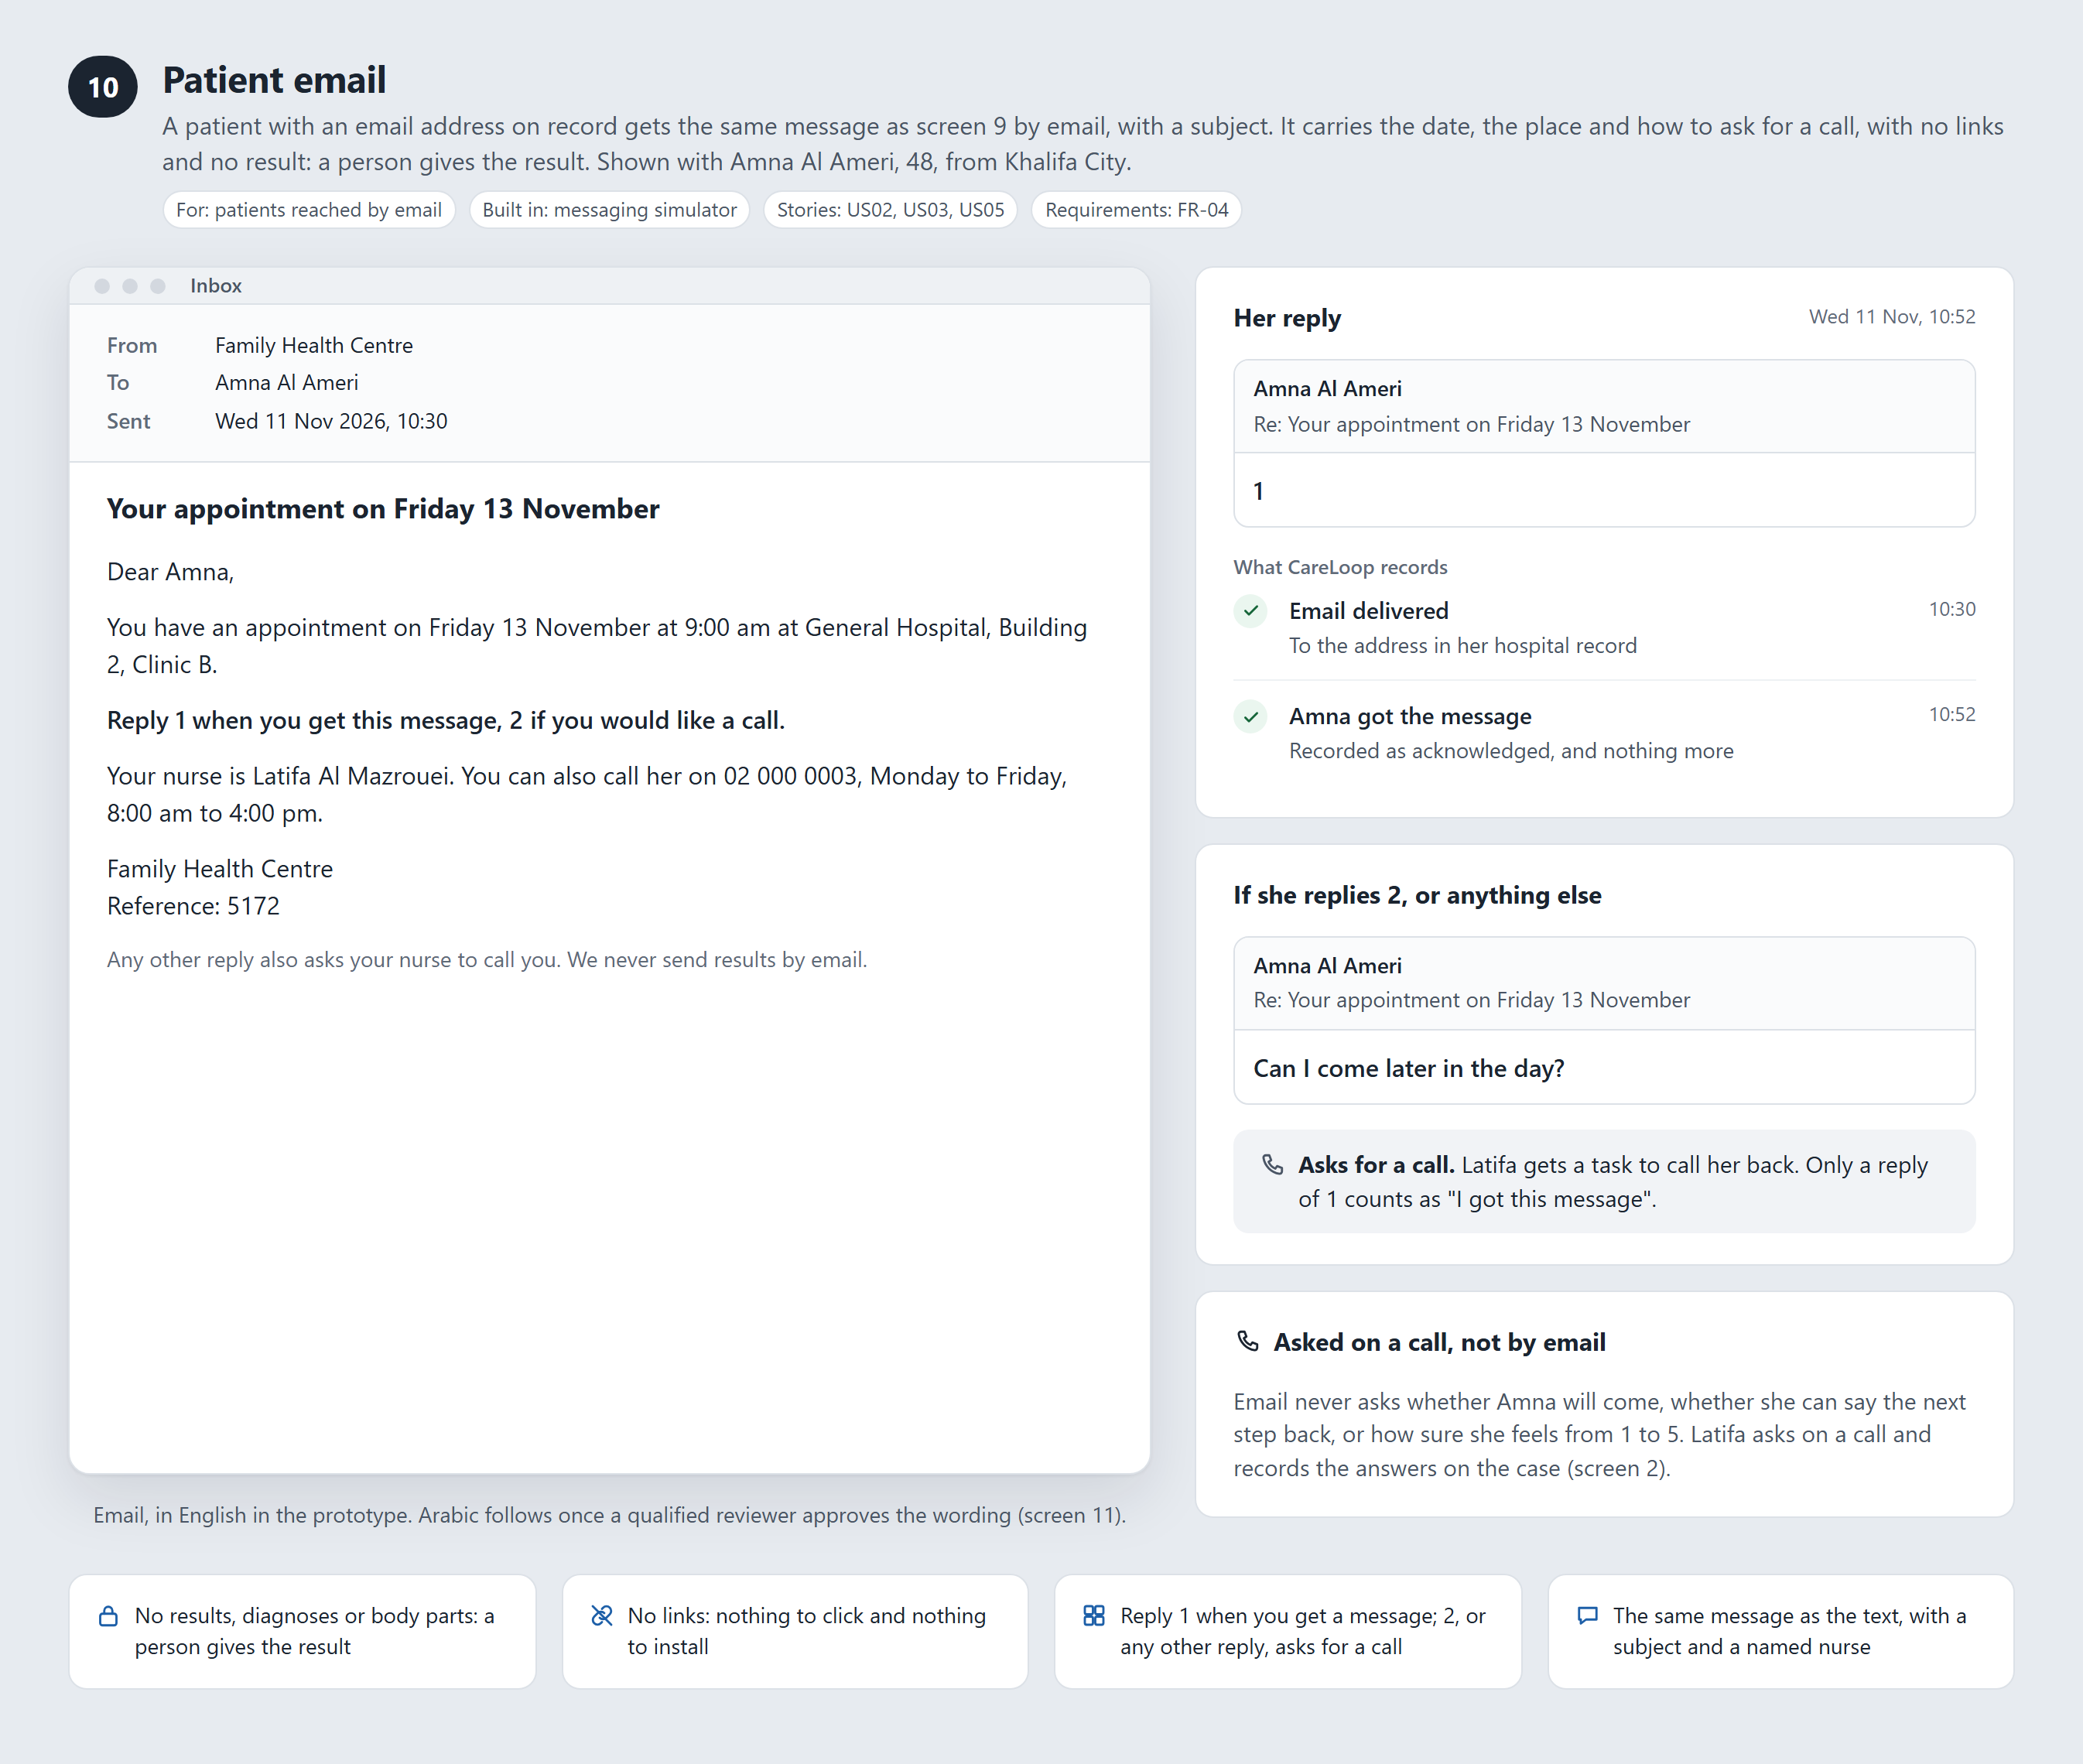 10
Patient email
A patient with an email address on record gets the same message as screen 9 by email, with a subject. It carries the date, the place and how to ask for a call, with no links
and no result: a person gives the result. Shown with Amna Al Ameri, 48, from Khalifa City.
For: patients reached by email
Built in: messaging simulator
Stories: US02, US03, US05
Requirements: FR-04
Inbox
From Family Health Centre
To Amna Al Ameri
Sent Wed 11 Nov 2026, 10:30
Your appointment on Friday 13 November
Dear Amna,
You have an appointment on Friday 13 November at 9:00 am at General Hospital, Building
2, Clinic B.
Reply 1 when you get this message, 2 if you would like a call.
Your nurse is Latifa Al Mazrouei. You can also call her on 02 000 0003, Monday to Friday,
8:00 am to 4:00 pm.
Family Health Centre
Reference: 5172
Any other reply also asks your nurse to call you. We never send results by email.
Email, in English in the prototype. Arabic follows once a qualified reviewer approves the wording (screen 11).
Her reply
Wed 11 Nov, 10:52
Amna Al Ameri
Re: Your appointment on Friday 13 November
1
What CareLoop records
Email delivered 10:30
To the address in her hospital record
Amna got the message 10:52
Recorded as acknowledged, and nothing more
If she replies 2, or anything else
Amna Al Ameri
Re: Your appointment on Friday 13 November
Can I come later in the day?
Asks for a call. Latifa gets a task to call her back. Only a reply
of 1 counts as "I got this message".
Asked on a call, not by email
Email never asks whether Amna will come, whether she can say the next
step back, or how sure she feels from 1 to 5. Latifa asks on a call and
records the answers on the case (screen 2).
No results, diagnoses or body parts: a
person gives the result
No links: nothing to click and nothing
to install
Reply 1 when you get a message; 2, or
any other reply, asks for a call
The same message as the text, with a
subject and a named nurse